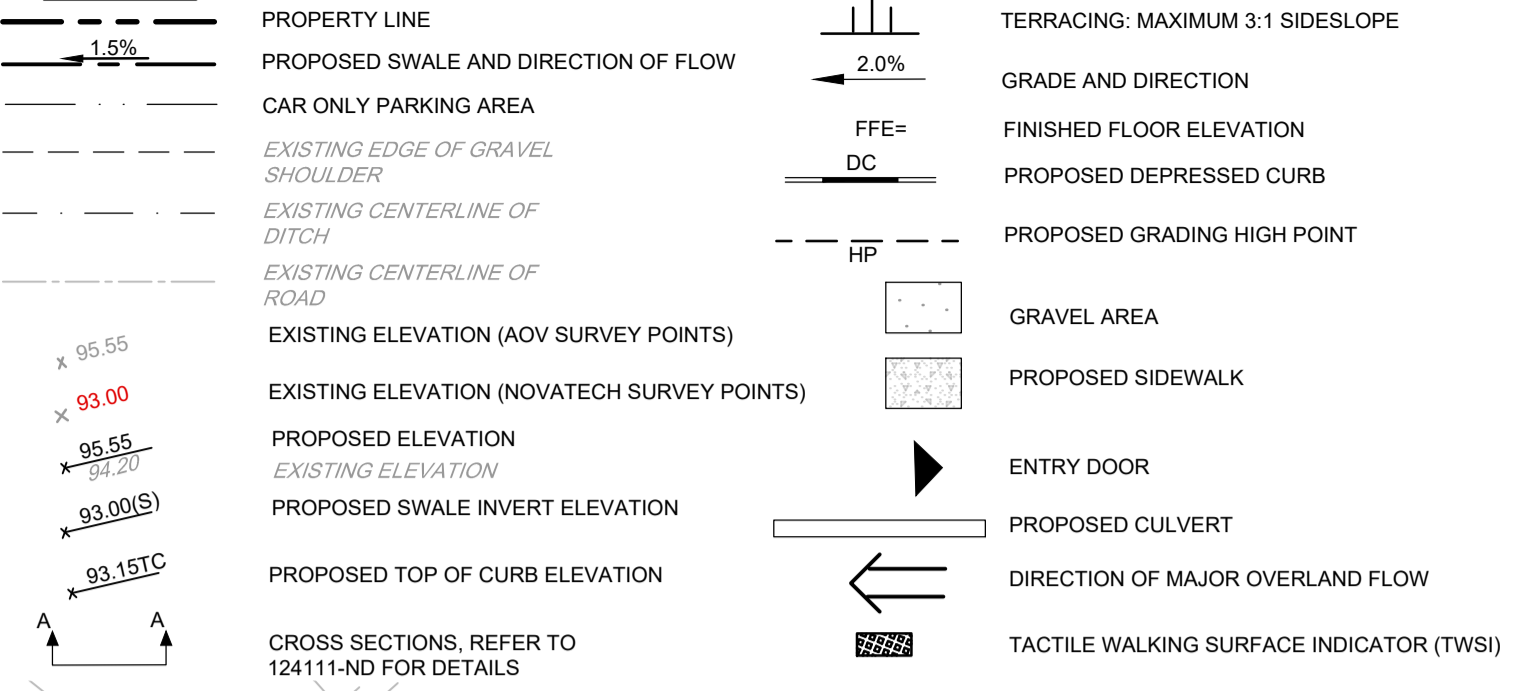 PROPERTY LINE
1.5%
PROPOSED SWALE AND DIRECTION OF FLOW
CAR ONLY PARKING AREA
EXISTING EDGE OF GRAVEL
SHOULDER
EXISTING CENTERLINE OF
DITCH
EXISTING CENTERLINE OF
ROAD
95.55
EXISTING ELEVATION (AOV SURVEY POINTS)
93.00
EXISTING ELEVATION (NOVATECH SURVEY POINTS)
95.55
PROPOSED ELEVATION
94.20
EXISTING ELEVATION
93.00(S)
PROPOSED SWALE INVERT ELEVATION
93.15TC
PROPOSED TOP OF CURB ELEVATION
A A
CROSS SECTIONS, REFER TO
124111-ND FOR DETAILS
TERRACING: MAXIMUM 3:1 SIDESLOPE
2.0%
GRADE AND DIRECTION
FFE=
FINISHED FLOOR ELEVATION
DC
PROPOSED DEPRESSED CURB
PROPOSED GRADING HIGH POINT
HP
GRAVEL AREA
PROPOSED SIDEWALK
ENTRY DOOR
PROPOSED CULVERT
DIRECTION OF MAJOR OVERLAND FLOW
TACTILE WALKING SURFACE INDICATOR (TWSI)